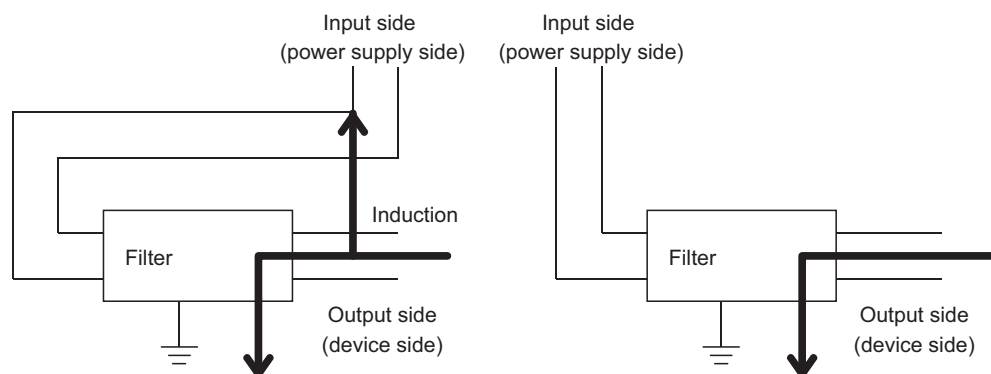 Input side
(power supply side)
Induction
Filter
Output side
(device side)
Input side
(power supply side)
Filter
Output side
(device side)